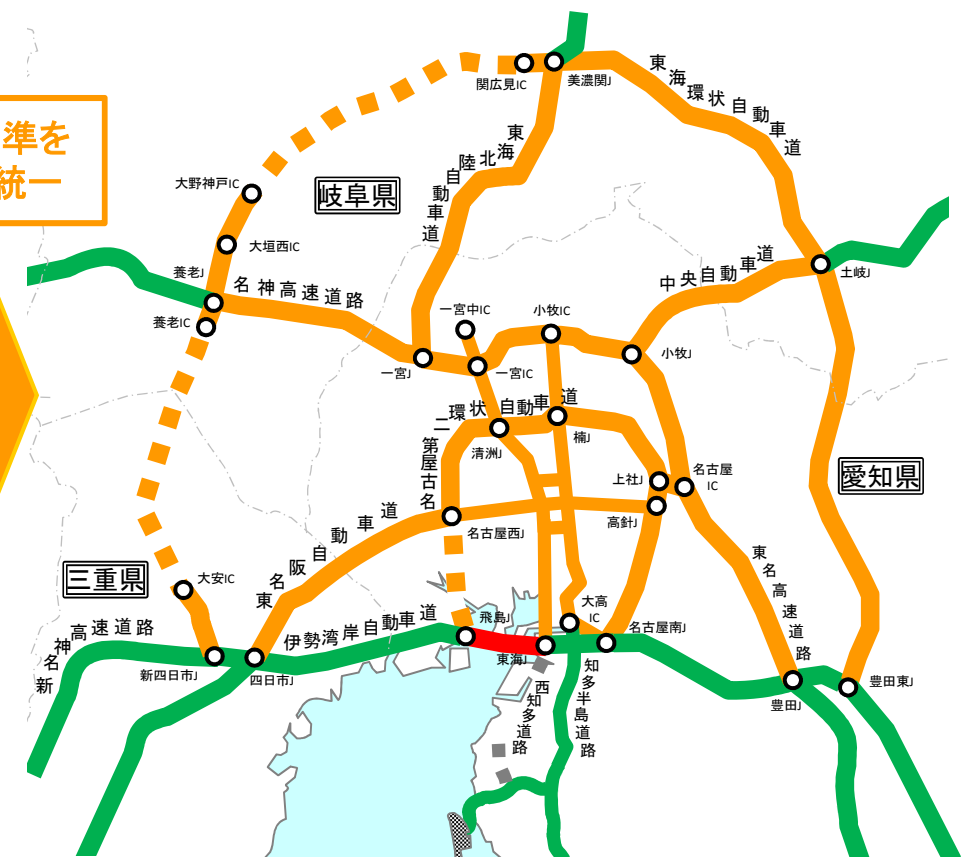 準を
統一
関広見IC
美濃関J
東海環状自動車道
東海北陸自動車道
大野神戸IC
岐阜県
大垣西IC
養老J
名神高速道路
養老IC
中央自動車道
土岐J
一宮中IC
小牧IC
一宮J
一宮IC
小牧J
名古屋第二環状自動車道
清洲J
楠J
上社J
名古屋
IC
愛知県
高針J
名古屋西J
東名阪自動車道
三重県
大安IC
東名高速道路
飛島J
大高
IC
名古屋南J
伊勢湾岸自動車道
新名神高速道路
東海J
新四日市J
四日市J
西知多道路
知多半島道路
豊田J
豊田東J